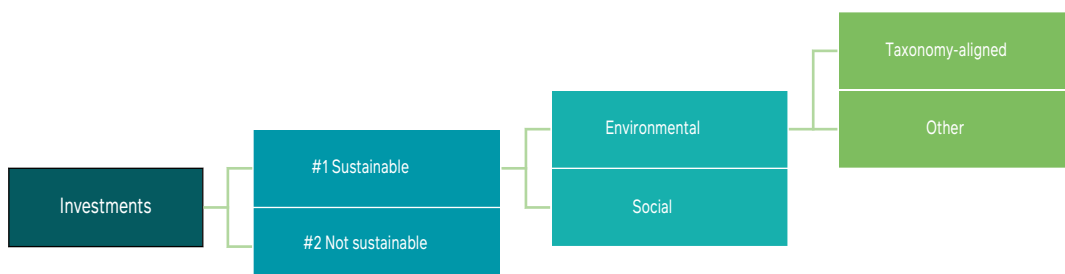 Investments
#1 Sustainable
#2 Not sustainable
Environmental
Social
Taxonomy-aligned
Other